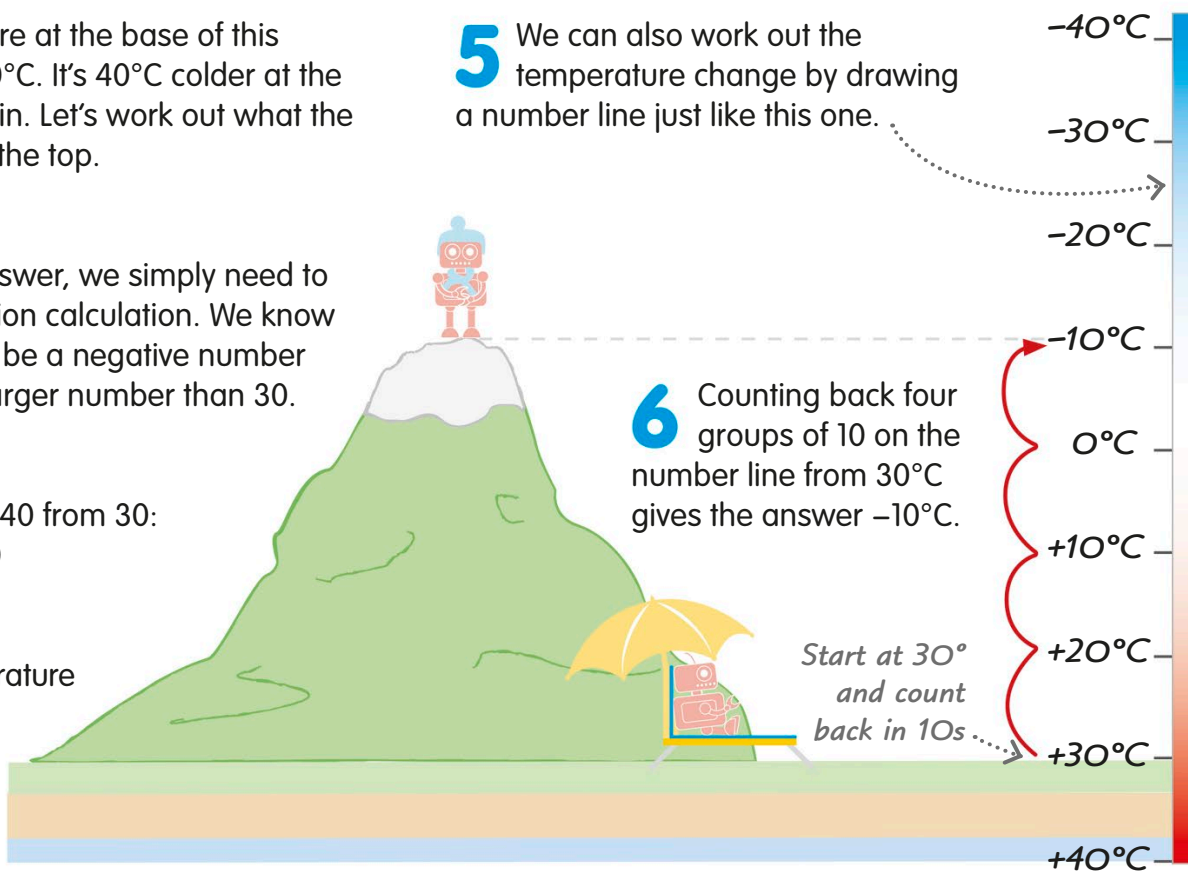 re at the base of this
0°C. It's 40°C colder at the
in. Let's work out what the
the top.
swer, we simply need to
ion calculation. We know
be a negative number
arger number than 30.
40 from 30:
rature
5 We can also work out the
temperature change by drawing
a number line just like this one.
6 Counting back four
groups of 10 on the
number line from 30°C
gives the answer –10°C.
Start at 30°
and count
back in 10s
–40°C
–30°C
–20°C
–10°C
0°C
+10°C
+20°C
+30°C
+40°C